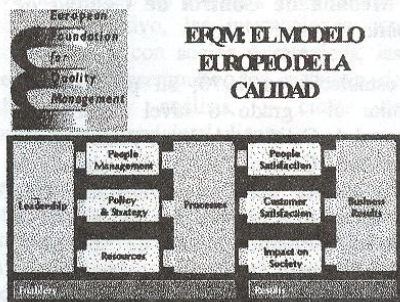 European
Foundation
for
Quality
Management
EFQM: EL MODELO
EUROPEO DE LA
CALIDAD
Leadership
People
Management
Policy
& Strategy
Resources
Processes
People
Satisfaction
Customer
Satisfaction
Impact on
Society
Business
Results
Enablers
Results